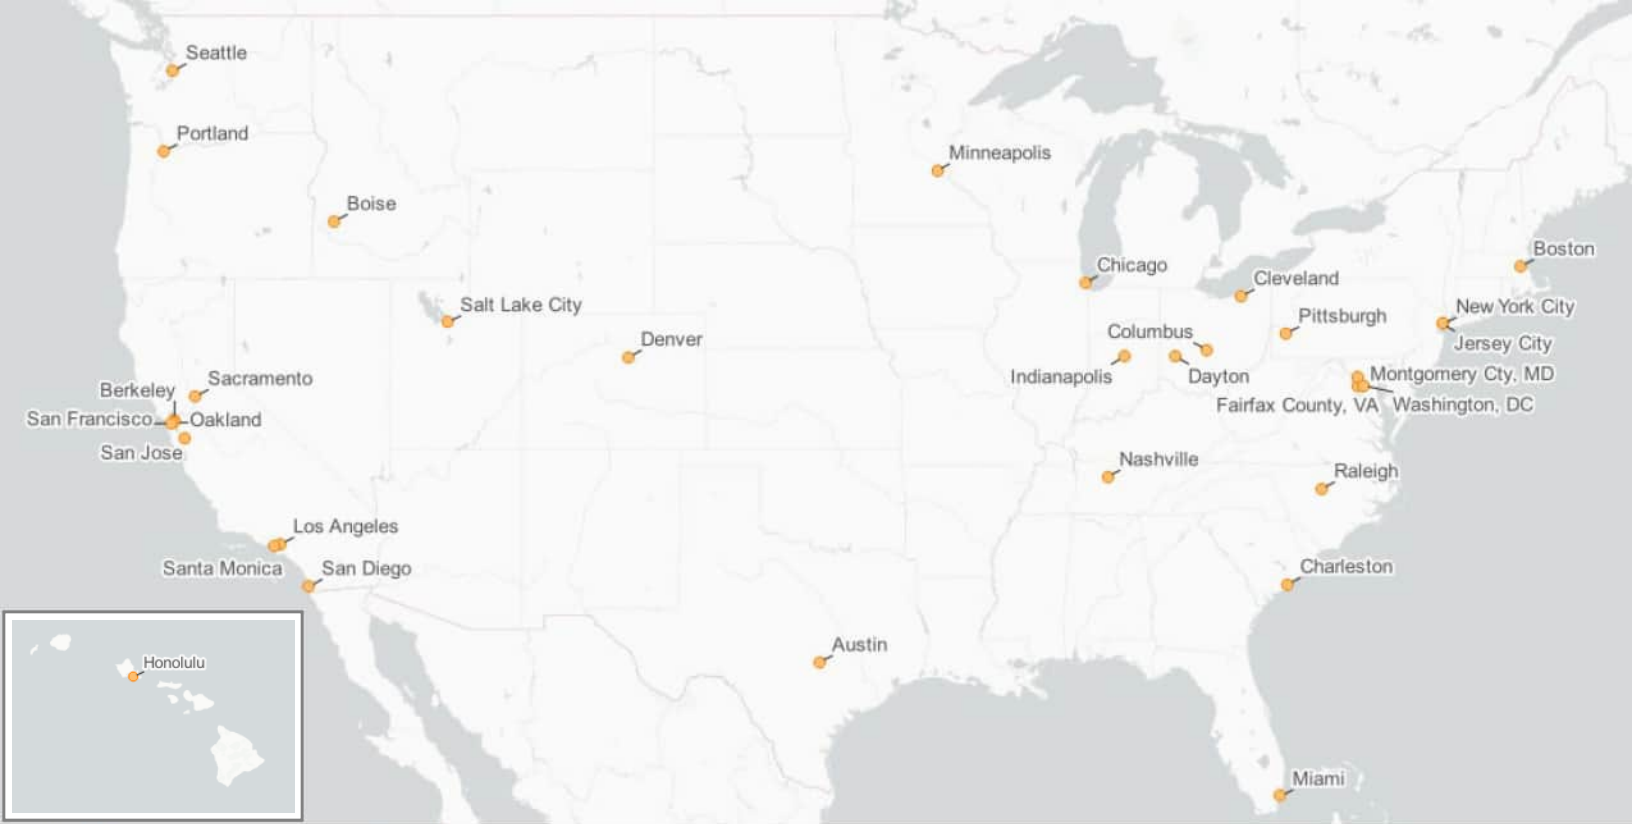 Seattle
Portland
Minneapolis
Boise
Boston
Chicago
Cleveland
Salt Lake City
New York City
Pittsburgh
Columbus
Denver
Jersey City
Indianapolis
Dayton
Montgomery Cty, MD
Sacramento
Berkeley
Fairfax County, VA
Washington, DC
San Francisco
Oakland
San Jose
Nashville
Raleigh
Los Angeles
Charleston
Santa Monica
San Diego
Austin
Honolulu
Miami